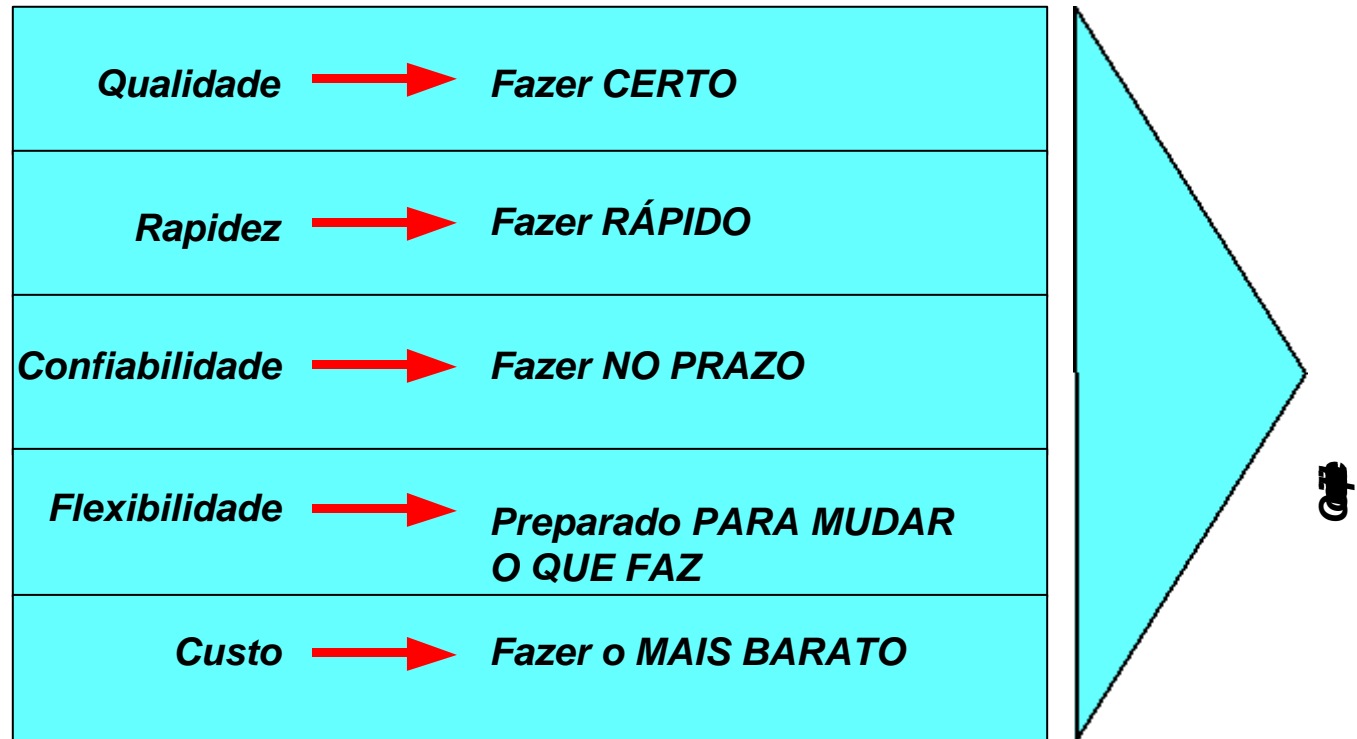 Qualidade Fazer CERTO
Rapidez Fazer RÁPIDO
Confiabilidade Fazer NO PRAZO
Flexibilidade Preparado PARA MUDAR
O QUE FAZ
Custo Fazer o MAIS BARATO